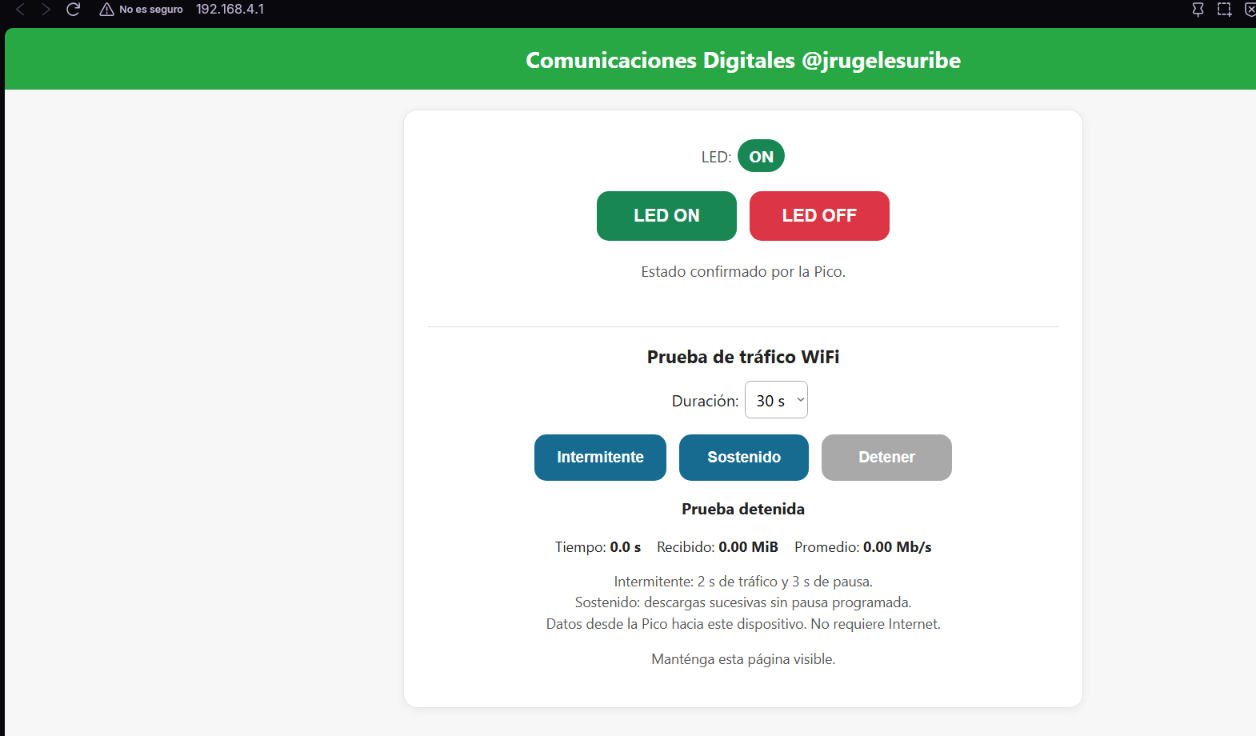 No es seguro 192.168.4.1
Comunicaciones Digitales @jrugelesuribe
LED: ON
LED ON LED OFF
Estado confirmado por la Pico.
Prueba de tráfico WiFi
Duración: 30 s
Intermitente Sostenido Detener
Prueba detenida
Tiempo: 0.0 s Recibido: 0.00 MiB Promedio: 0.00 Mb/s
Intermitente: 2 s de tráfico y 3 s de pausa.
Sostenido: descargas sucesivas sin pausa programada.
Datos desde la Pico hacia este dispositivo. No requiere Internet.
Manténga esta página visible.